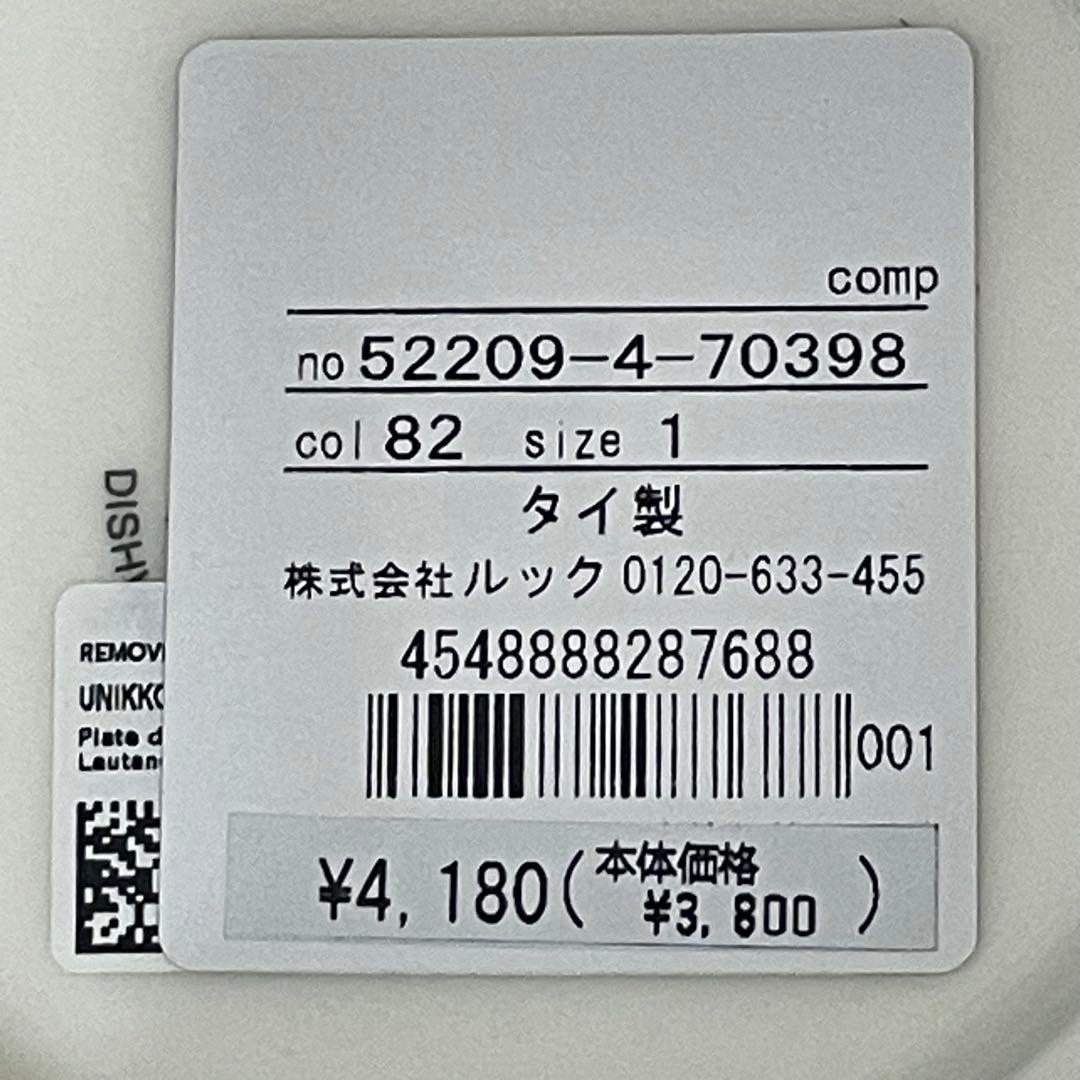 comp
no 52209-4-70398
col 82 size 1
タイ製
株式会社ルック 0120-633-455
4548888287688
001
¥4,180(本体価格 ¥3,800 )
DISH
REMOV
UNIKKO
Plate d
Lautan